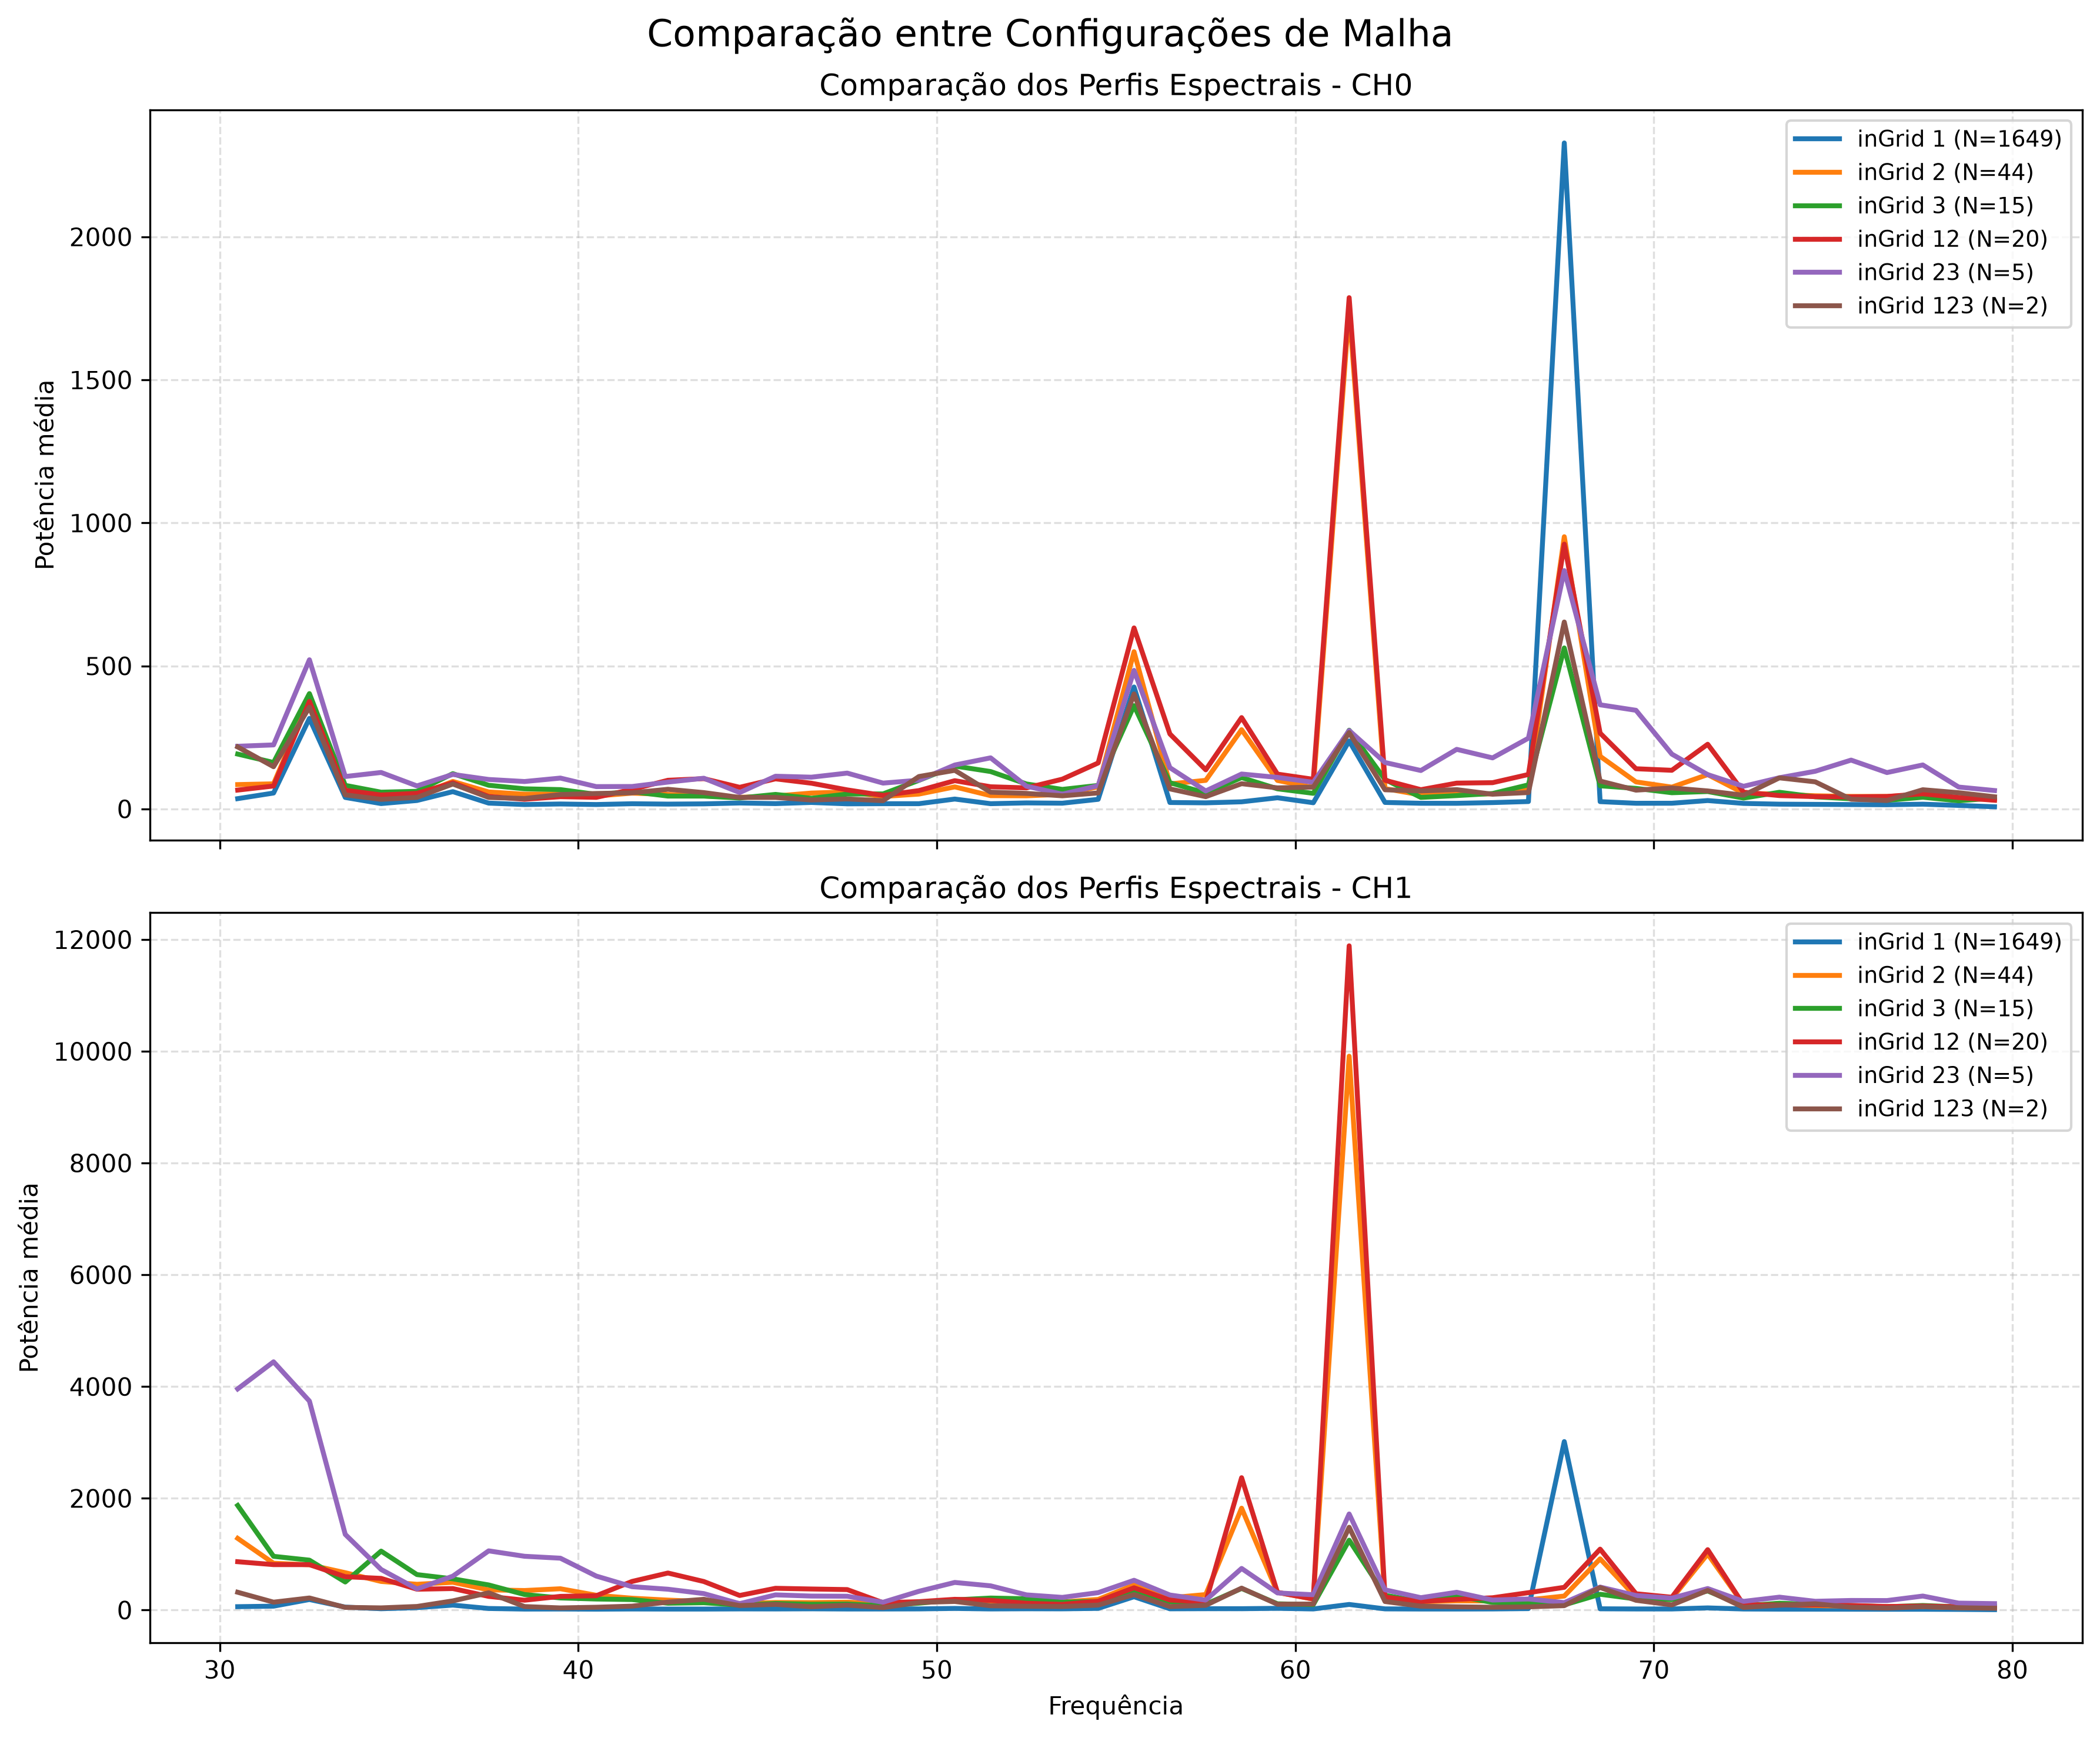 Comparação entre Configurações de Malha
Comparação dos Perfis Espectrais - CH0
Potência média
2000
1500
1000
500
0
inGrid 1 (N=1649)
inGrid 2 (N=44)
inGrid 3 (N=15)
inGrid 12 (N=20)
inGrid 23 (N=5)
inGrid 123 (N=2)
Comparação dos Perfis Espectrais - CH1
Potência média
12000
10000
8000
6000
4000
2000
0
inGrid 1 (N=1649)
inGrid 2 (N=44)
inGrid 3 (N=15)
inGrid 12 (N=20)
inGrid 23 (N=5)
inGrid 123 (N=2)
30 40 50 60 70 80
Frequência